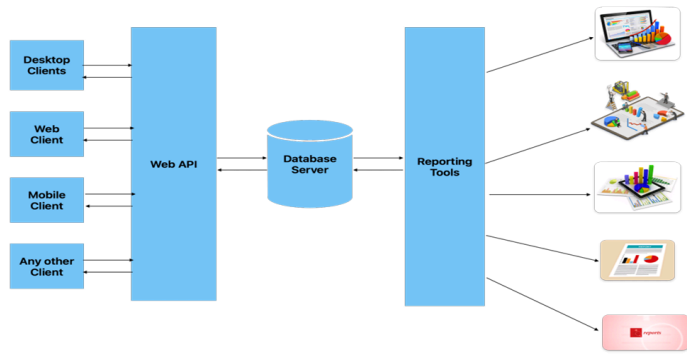 Desktop
Clients
Web
Client
Mobile
Client
Any other
Client
Web API
Database
Server
Reporting
Tools